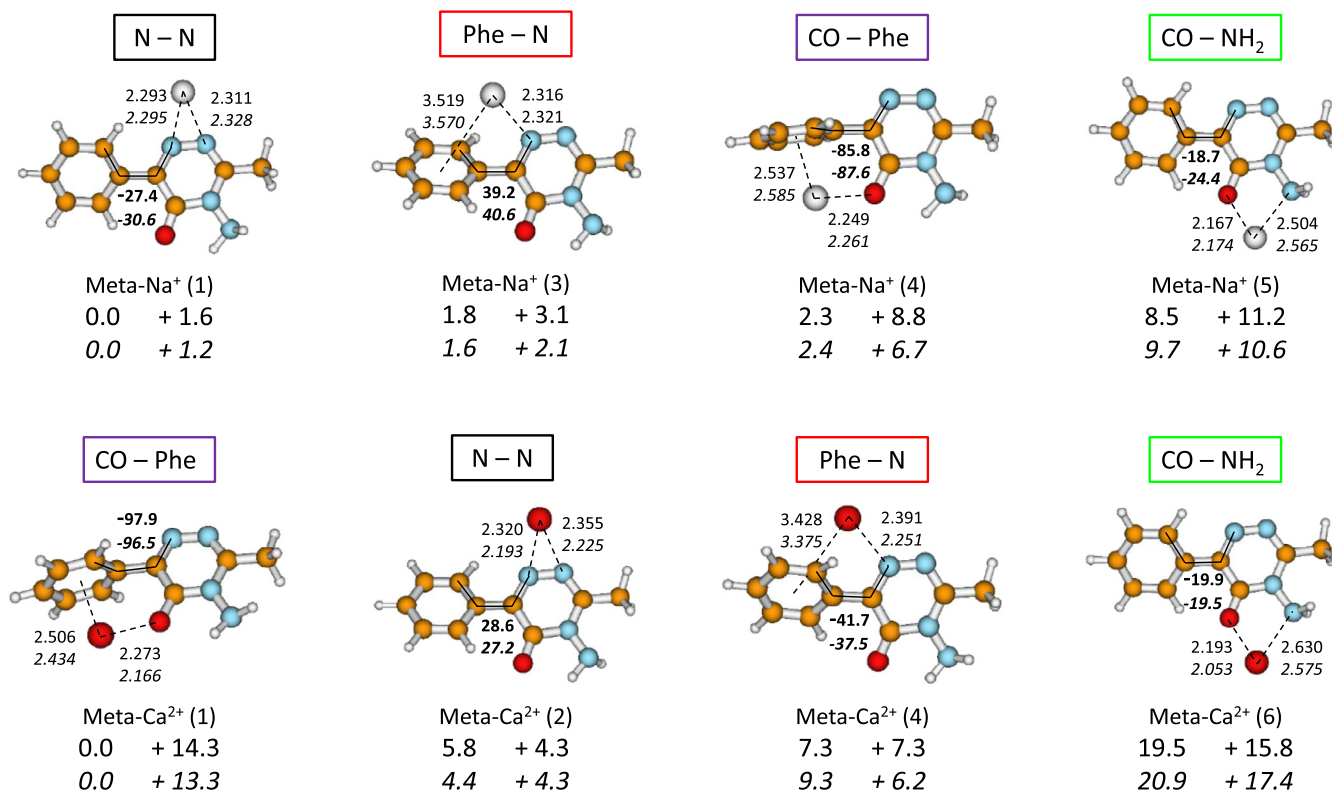 N – N
Phe – N
CO – Phe
CO – NH₂
2.293 2.311
2.295 2.328
-27.4
-30.6
3.519 2.316
3.570 2.321
39.2
40.6
-85.8
-87.6
2.537
2.585
2.249
2.261
-18.7
-24.4
2.167 2.504
2.174 2.565
Meta-Na⁺ (1)
0.0 + 1.6
0.0 + 1.2
Meta-Na⁺ (3)
1.8 + 3.1
1.6 + 2.1
Meta-Na⁺ (4)
2.3 + 8.8
2.4 + 6.7
Meta-Na⁺ (5)
8.5 + 11.2
9.7 + 10.6
CO – Phe
N – N
Phe – N
CO – NH₂
-97.9
-96.5
2.506
2.434
2.273
2.166
2.320 2.355
2.193 2.225
28.6
27.2
3.428 2.391
3.375 2.251
-41.7
-37.5
-19.9
-19.5
2.193 2.630
2.053 2.575
Meta-Ca²⁺ (1)
0.0 + 14.3
0.0 + 13.3
Meta-Ca²⁺ (2)
5.8 + 4.3
4.4 + 4.3
Meta-Ca²⁺ (4)
7.3 + 7.3
9.3 + 6.2
Meta-Ca²⁺ (6)
19.5 + 15.8
20.9 + 17.4